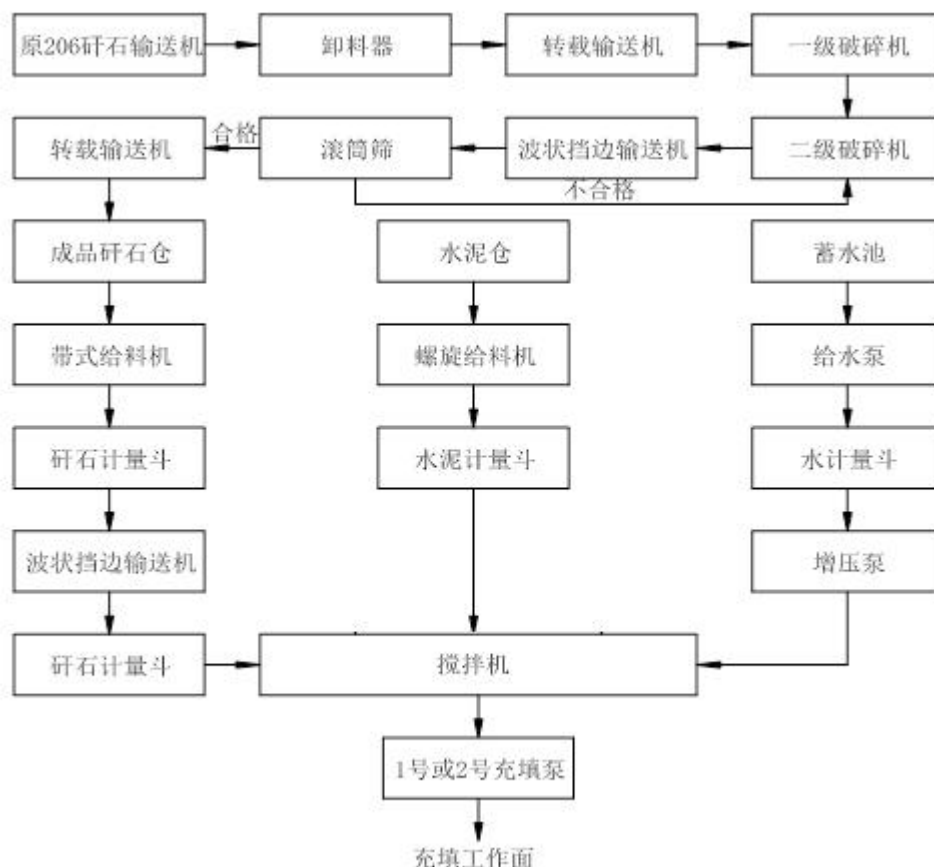 原206矸石输送机
卸料器
转载输送机
一级破碎机
转载输送机
合格
滚筒筛
波状挡边输送机
二级破碎机
不合格
成品矸石仓
水泥仓
蓄水池
带式给料机
螺旋给料机
给水泵
矸石计量斗
水泥计量斗
水计量斗
波状挡边输送机
增压泵
矸石计量斗
搅拌机
1号或2号充填泵
充填工作面